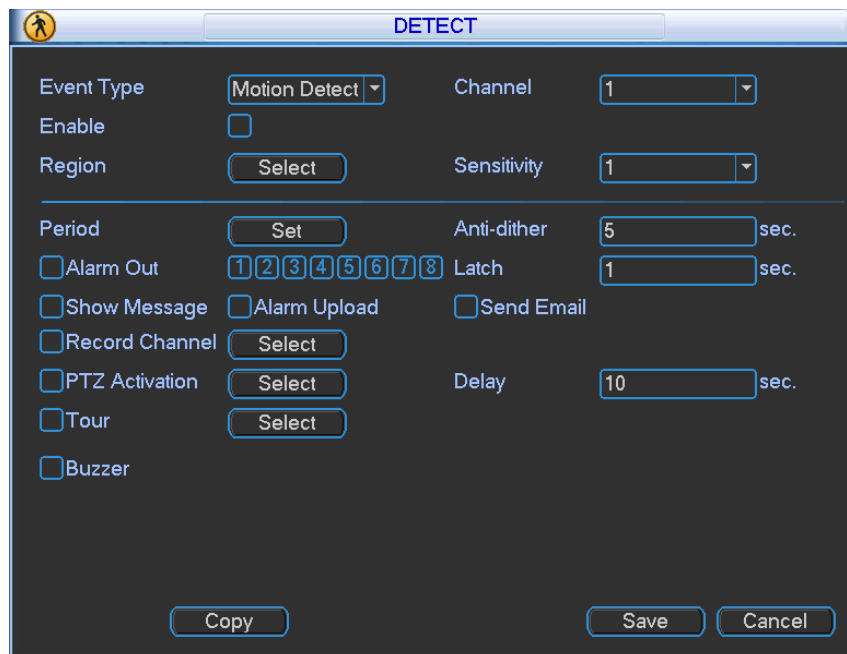 DETECT
Event Type Motion Detect Channel 1
Enable
Region Select Sensitivity 1
Period Set Anti-dither 5 sec.
Alarm Out 1 2 3 4 5 6 7 8 Latch 1 sec.
Show Message Alarm Upload Send Email
Record Channel Select
PTZ Activation Select Delay 10 sec.
Tour Select
Buzzer
Copy Save Cancel